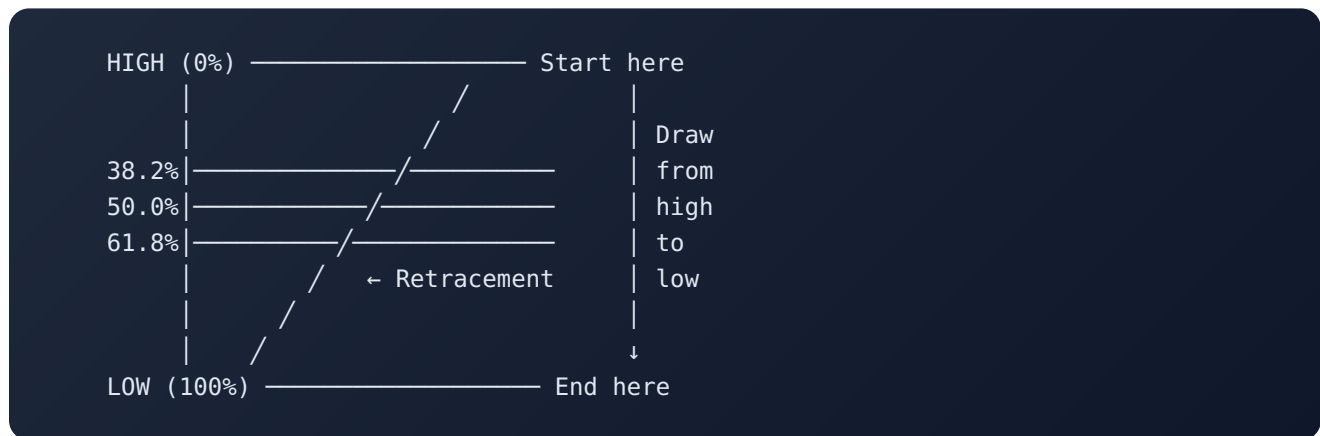 HIGH (0%) ─────────────────── Start here
│ / │
│ / │ Draw
38.2%│──────────────/────────── │ from
50.0%│────────────/──────────── │ high
61.8%│──────────/────────────── │ to
│ / ← Retracement │ low
│ / │
│ / ↓
LOW (100%) ─────────────────── End here